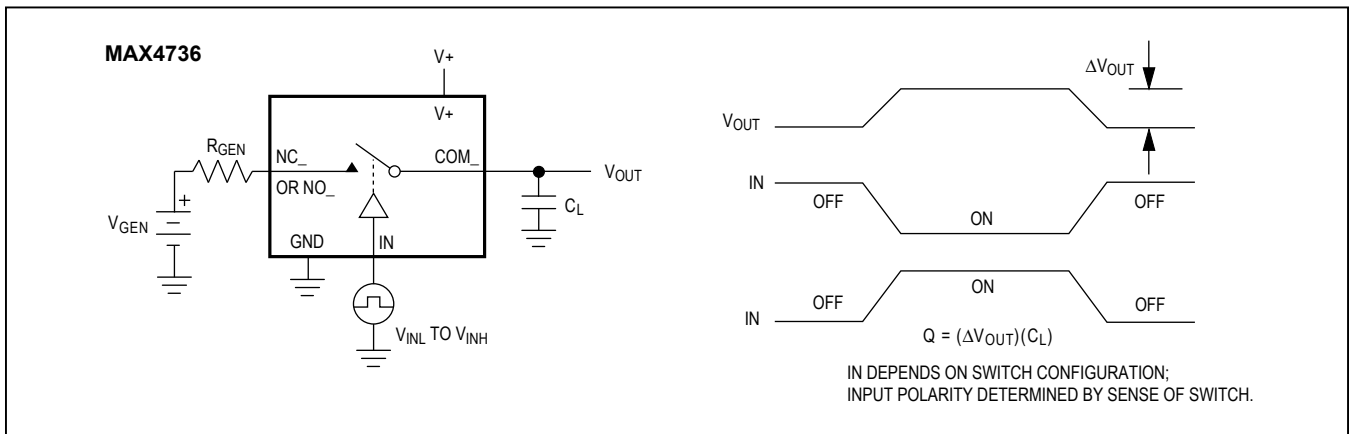 MAX4736
V+
V+
RGEN
NC_
COM_
OR NO_
VOUT
CL
+
VGEN
GND
IN
VINL TO VINH
ΔVOUT
VOUT
IN
OFF
ON
OFF
IN
OFF
ON
OFF
Q = (ΔVOUT)(CL)
IN DEPENDS ON SWITCH CONFIGURATION;
INPUT POLARITY DETERMINED BY SENSE OF SWITCH.